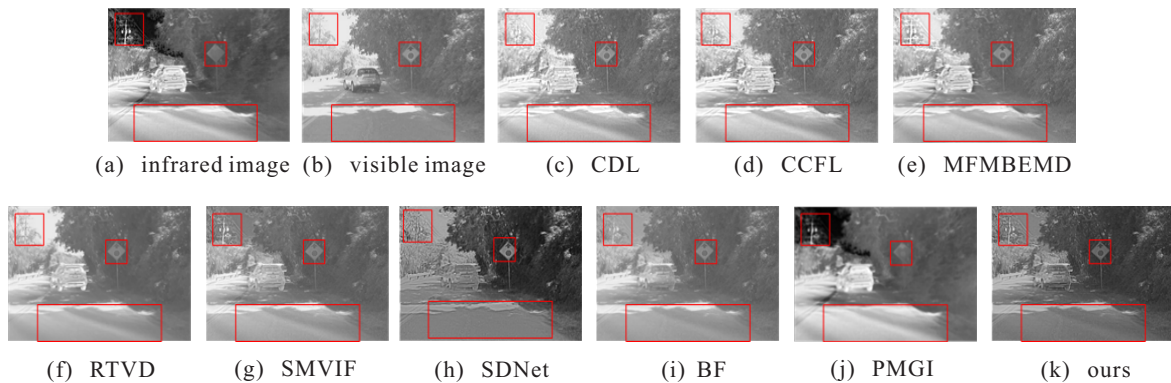 (a) infrared image (b) visible image (c) CDL (d) CCFL (e) MFMBEMD
(f) RTVD (g) SMVIF (h) SDNet (i) BF (j) PMGI (k) ours